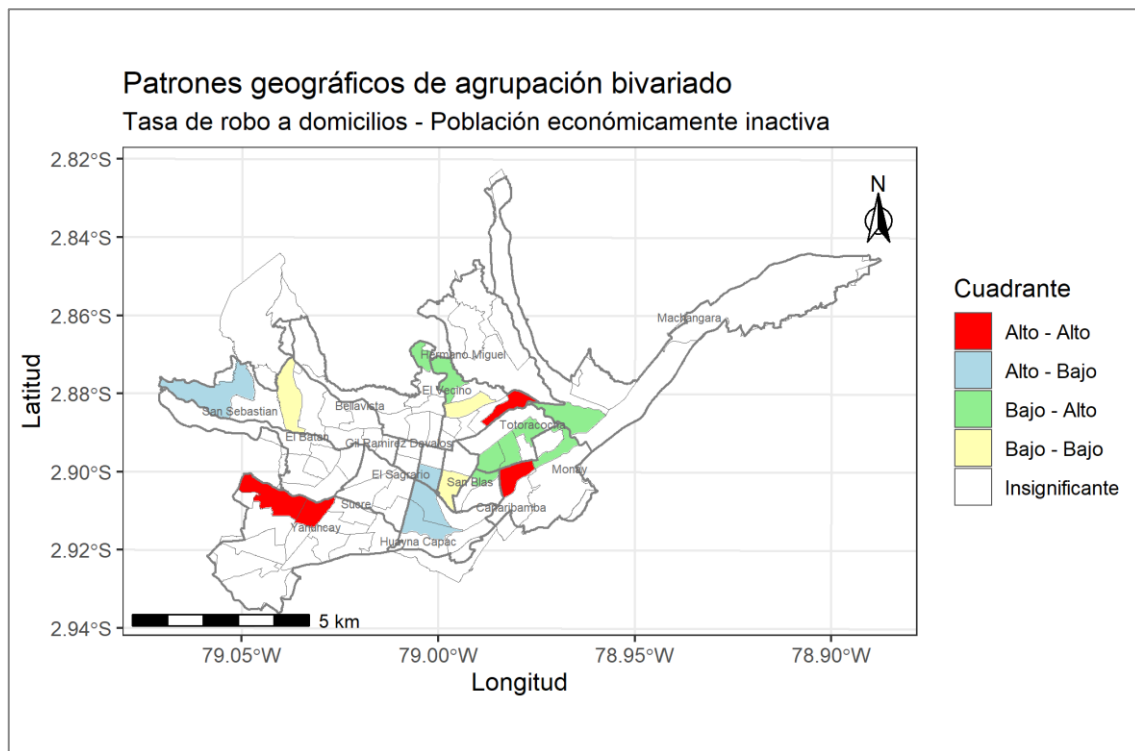 Patrones geográficos de agrupación bivariado
Tasa de robo a domicilios - Población económicamente inactiva
2.82°S
2.84°S
2.86°S
2.88°S
2.90°S
2.92°S
2.94°S
Latitud
N
Machangara
Hermano Miguel
El Vecino
San Sebastian
Bellavista
Totoracocha
El Batan
Gil Ramirez Davalos
El Sagrario
San Blas
Monay
Sucre
Cañaribamba
Yanuncay
Huayna Capac
5 km
79.05°W
79.00°W
78.95°W
78.90°W
Longitud
Cuadrante
Alto - Alto
Alto - Bajo
Bajo - Alto
Bajo - Bajo
Insignificante